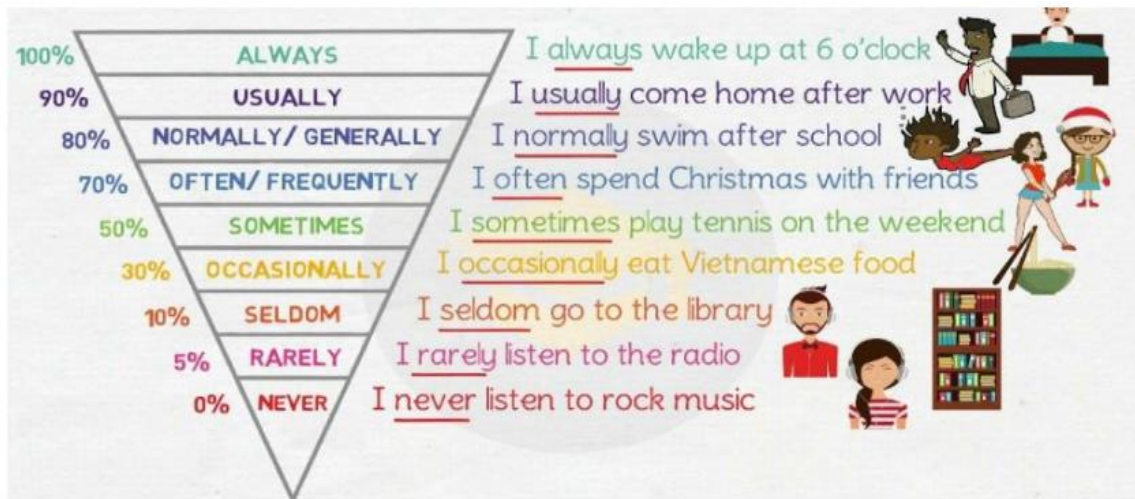 100% ALWAYS I always wake up at 6 o'clock
90% USUALLY I usually come home after work
80% NORMALLY/ GENERALLY I normally swim after school
70% OFTEN/ FREQUENTLY I often spend Christmas with friends
50% SOMETIMES I sometimes play tennis on the weekend
30% OCCASIONALLY I occasionally eat Vietnamese food
10% SELDOM I seldom go to the library
5% RARELY I rarely listen to the radio
0% NEVER I never listen to rock music